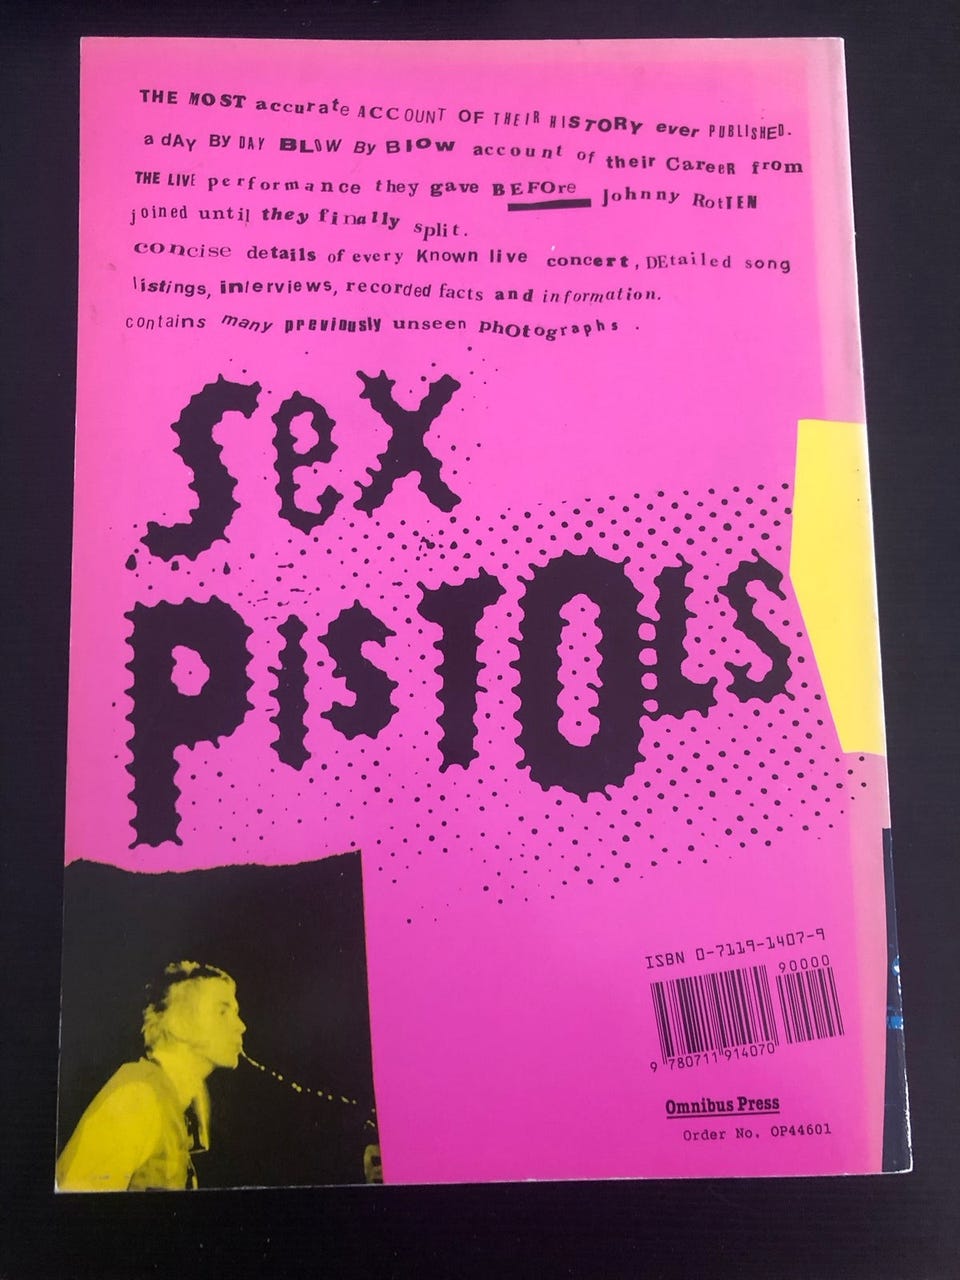 THE MOST accurate ACCOUNT OF THEIR HISTORY ever PUBLISHED.
a dAy By DAY BLOW By BlOW account of their CareeR from
THE LIVE performance they gave BEFOre Johnny RotTEN
joined until they finally split.
concise details of every Known live concert, DEtailed song
listings, interviews, recorded facts and information.
contains many previously unseen phOtographs.
Sex
PISTOLS
ISBN 0-7119-1407-9
90000
9 780711 914070
Omnibus Press
Order No. OP44601